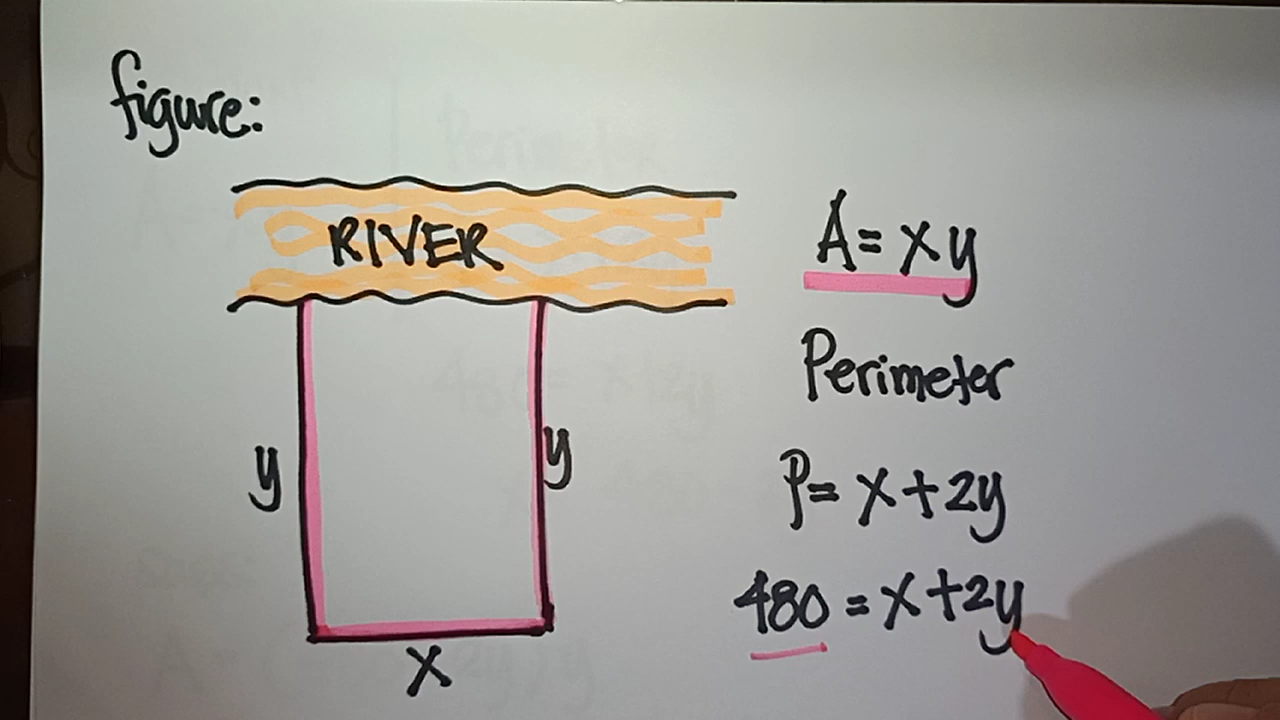 figure:
RIVER
y
y
x
A = xy
Perimeter
P = x + 2y
480 = x + 2y